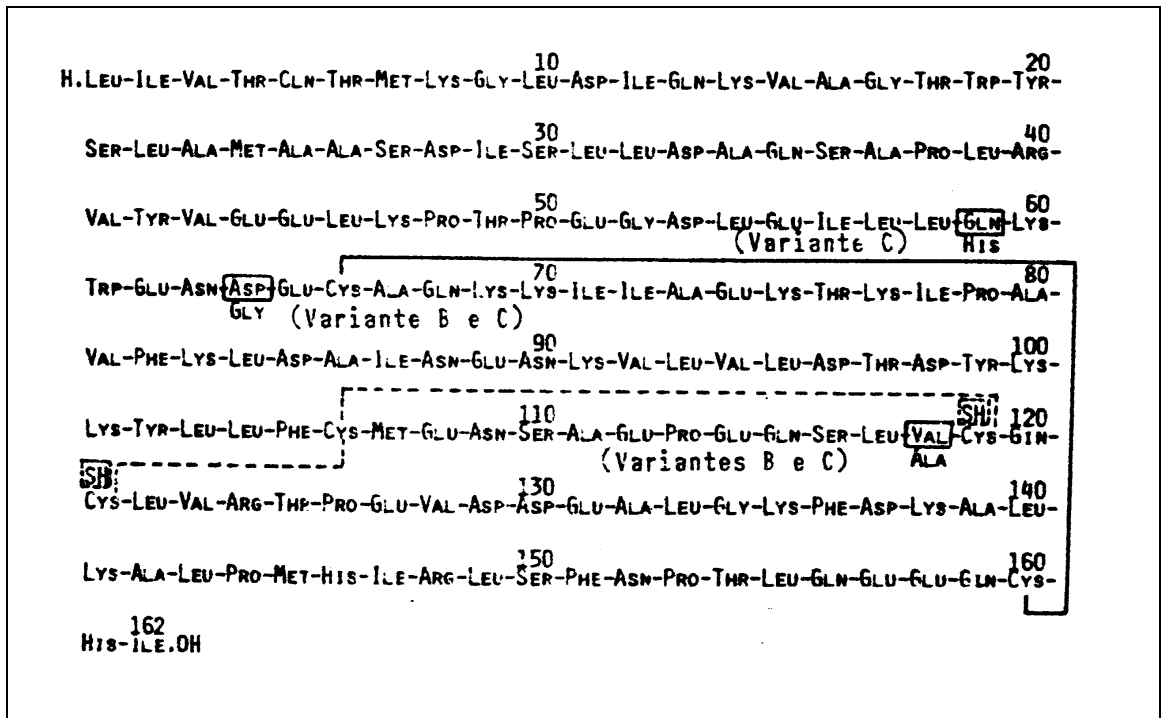 10 20
H.LEU-ILE-VAL-THR-CLN-THR-MET-LYS-GLY-LEU-ASP-ILE-GLN-LYS-VAL-ALA-GLY-THR-TRP-TYR-
30 40
SER-LEU-ALA-MET-ALA-ALA-SER-ASP-ILE-SER-LEU-LEU-ASP-ALA-GLN-SER-ALA-PRO-LEU-ARG-
50 60
VAL-TYR-VAL-GLU-GLU-LEU-LYS-PRO-THR-PRO-GLU-GLY-ASP-LEU-GLU-ILE-LEU-LEU-GLN-LYS-
(Variante C) HIS
70 80
TRP-GLU-ASN-ASP-GLU-CYS-ALA-GLN-LYS-LYS-ILE-ILE-ALA-GLU-LYS-THR-LYS-ILE-PRO-ALA-
GLY (Variante B e C)
90 100
VAL-PHE-LYS-LEU-ASP-ALA-ILE-ASN-GLU-ASN-LYS-VAL-LEU-VAL-LEU-ASP-THR-ASP-TYR-CYS-
110 SH 120
LYS-TYR-LEU-LEU-PHE-CYS-MET-GLU-ASN-SER-ALA-GLU-PRO-GLU-GLN-SER-LEU-VAL-CYS-GIN-
(Variantes B e C) ALA
SH 130 140
CYS-LEU-VAL-ARG-THR-PRO-GLU-VAL-ASP-ASP-GLU-ALA-LEU-GLY-LYS-PHE-ASP-LYS-ALA-LEU-
150 160
LYS-ALA-LEU-PRO-MET-HIS-ILE-ARG-LEU-SER-PHE-ASN-PRO-THR-LEU-GLN-GLU-GLU-GLN-CYS-
162
HIS-ILE.OH